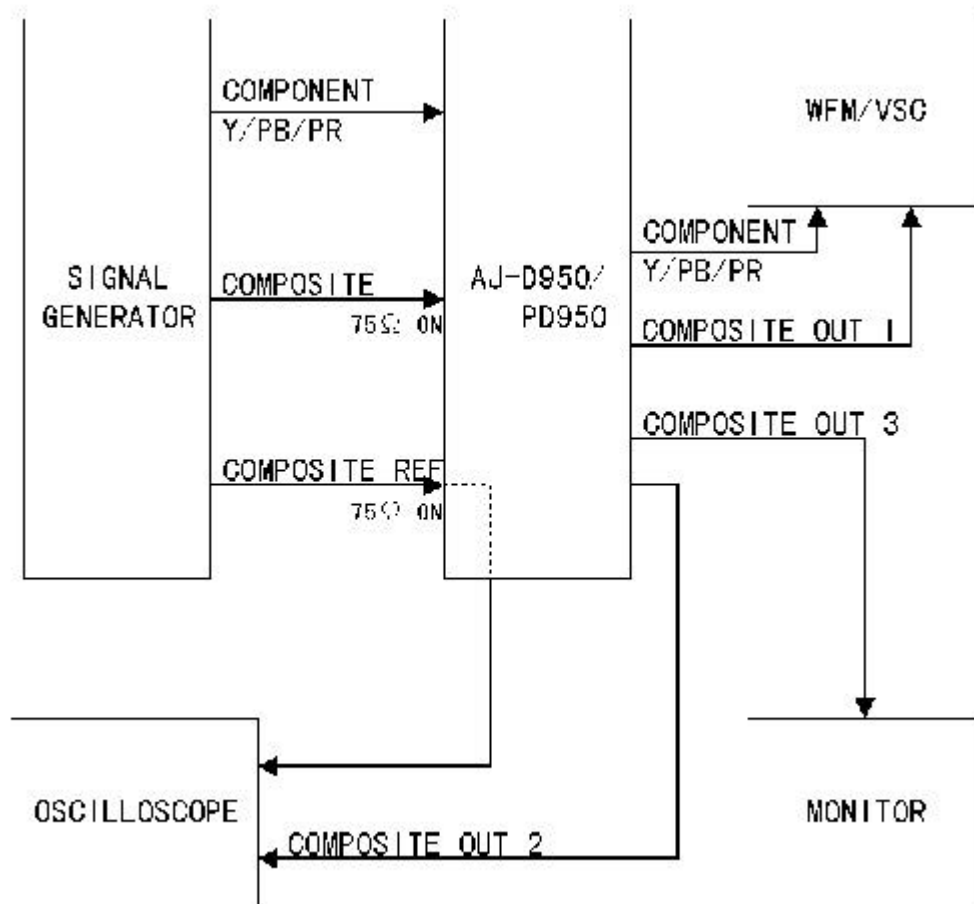 COMPONENT
Y/PB/PR
WFM/VSC
COMPONENT
Y/PB/PR
SIGNAL
GENERATOR
COMPOSITE
75Ω ON
AJ-D950/
PD950
COMPOSITE OUT 1
COMPOSITE OUT 3
COMPOSITE REF
75Ω ON
OSCILLOSCOPE
COMPOSITE OUT 2
MONITOR